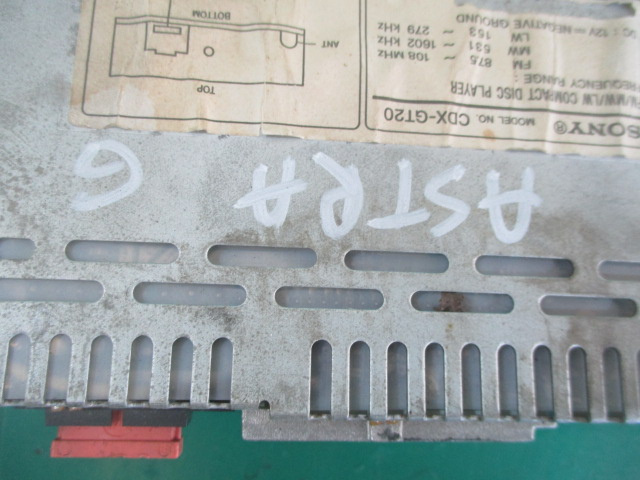 SONY®
MODEL NO. CDX-GT20
FM/MW/LW COMPACT DISC PLAYER
FREQUENCY RANGE:
FM 87.5 108 MHz
MW 531 1602 kHz
LW 153 279 kHz
DC: 12V NEGATIVE GROUND
TOP
ANT
BOTTOM
ASTRA G